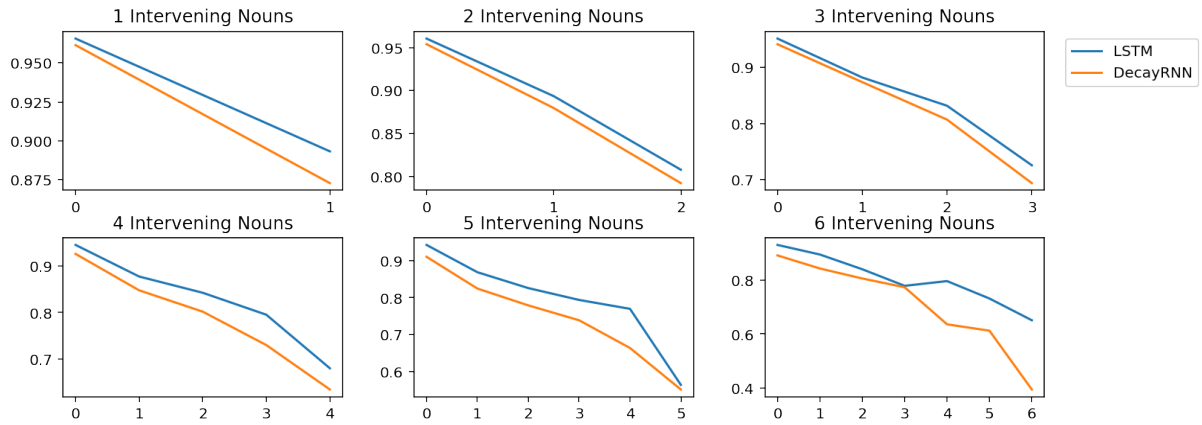 1 Intervening Nouns
0.950
0.925
0.900
0.875
0 1
2 Intervening Nouns
0.95
0.90
0.85
0.80
0 1 2
3 Intervening Nouns
0.9
0.8
0.7
0 1 2 3
LSTM
DecayRNN
4 Intervening Nouns
0.9
0.8
0.7
0 1 2 3 4
5 Intervening Nouns
0.9
0.8
0.7
0.6
0 1 2 3 4 5
6 Intervening Nouns
0.8
0.6
0.4
0 1 2 3 4 5 6